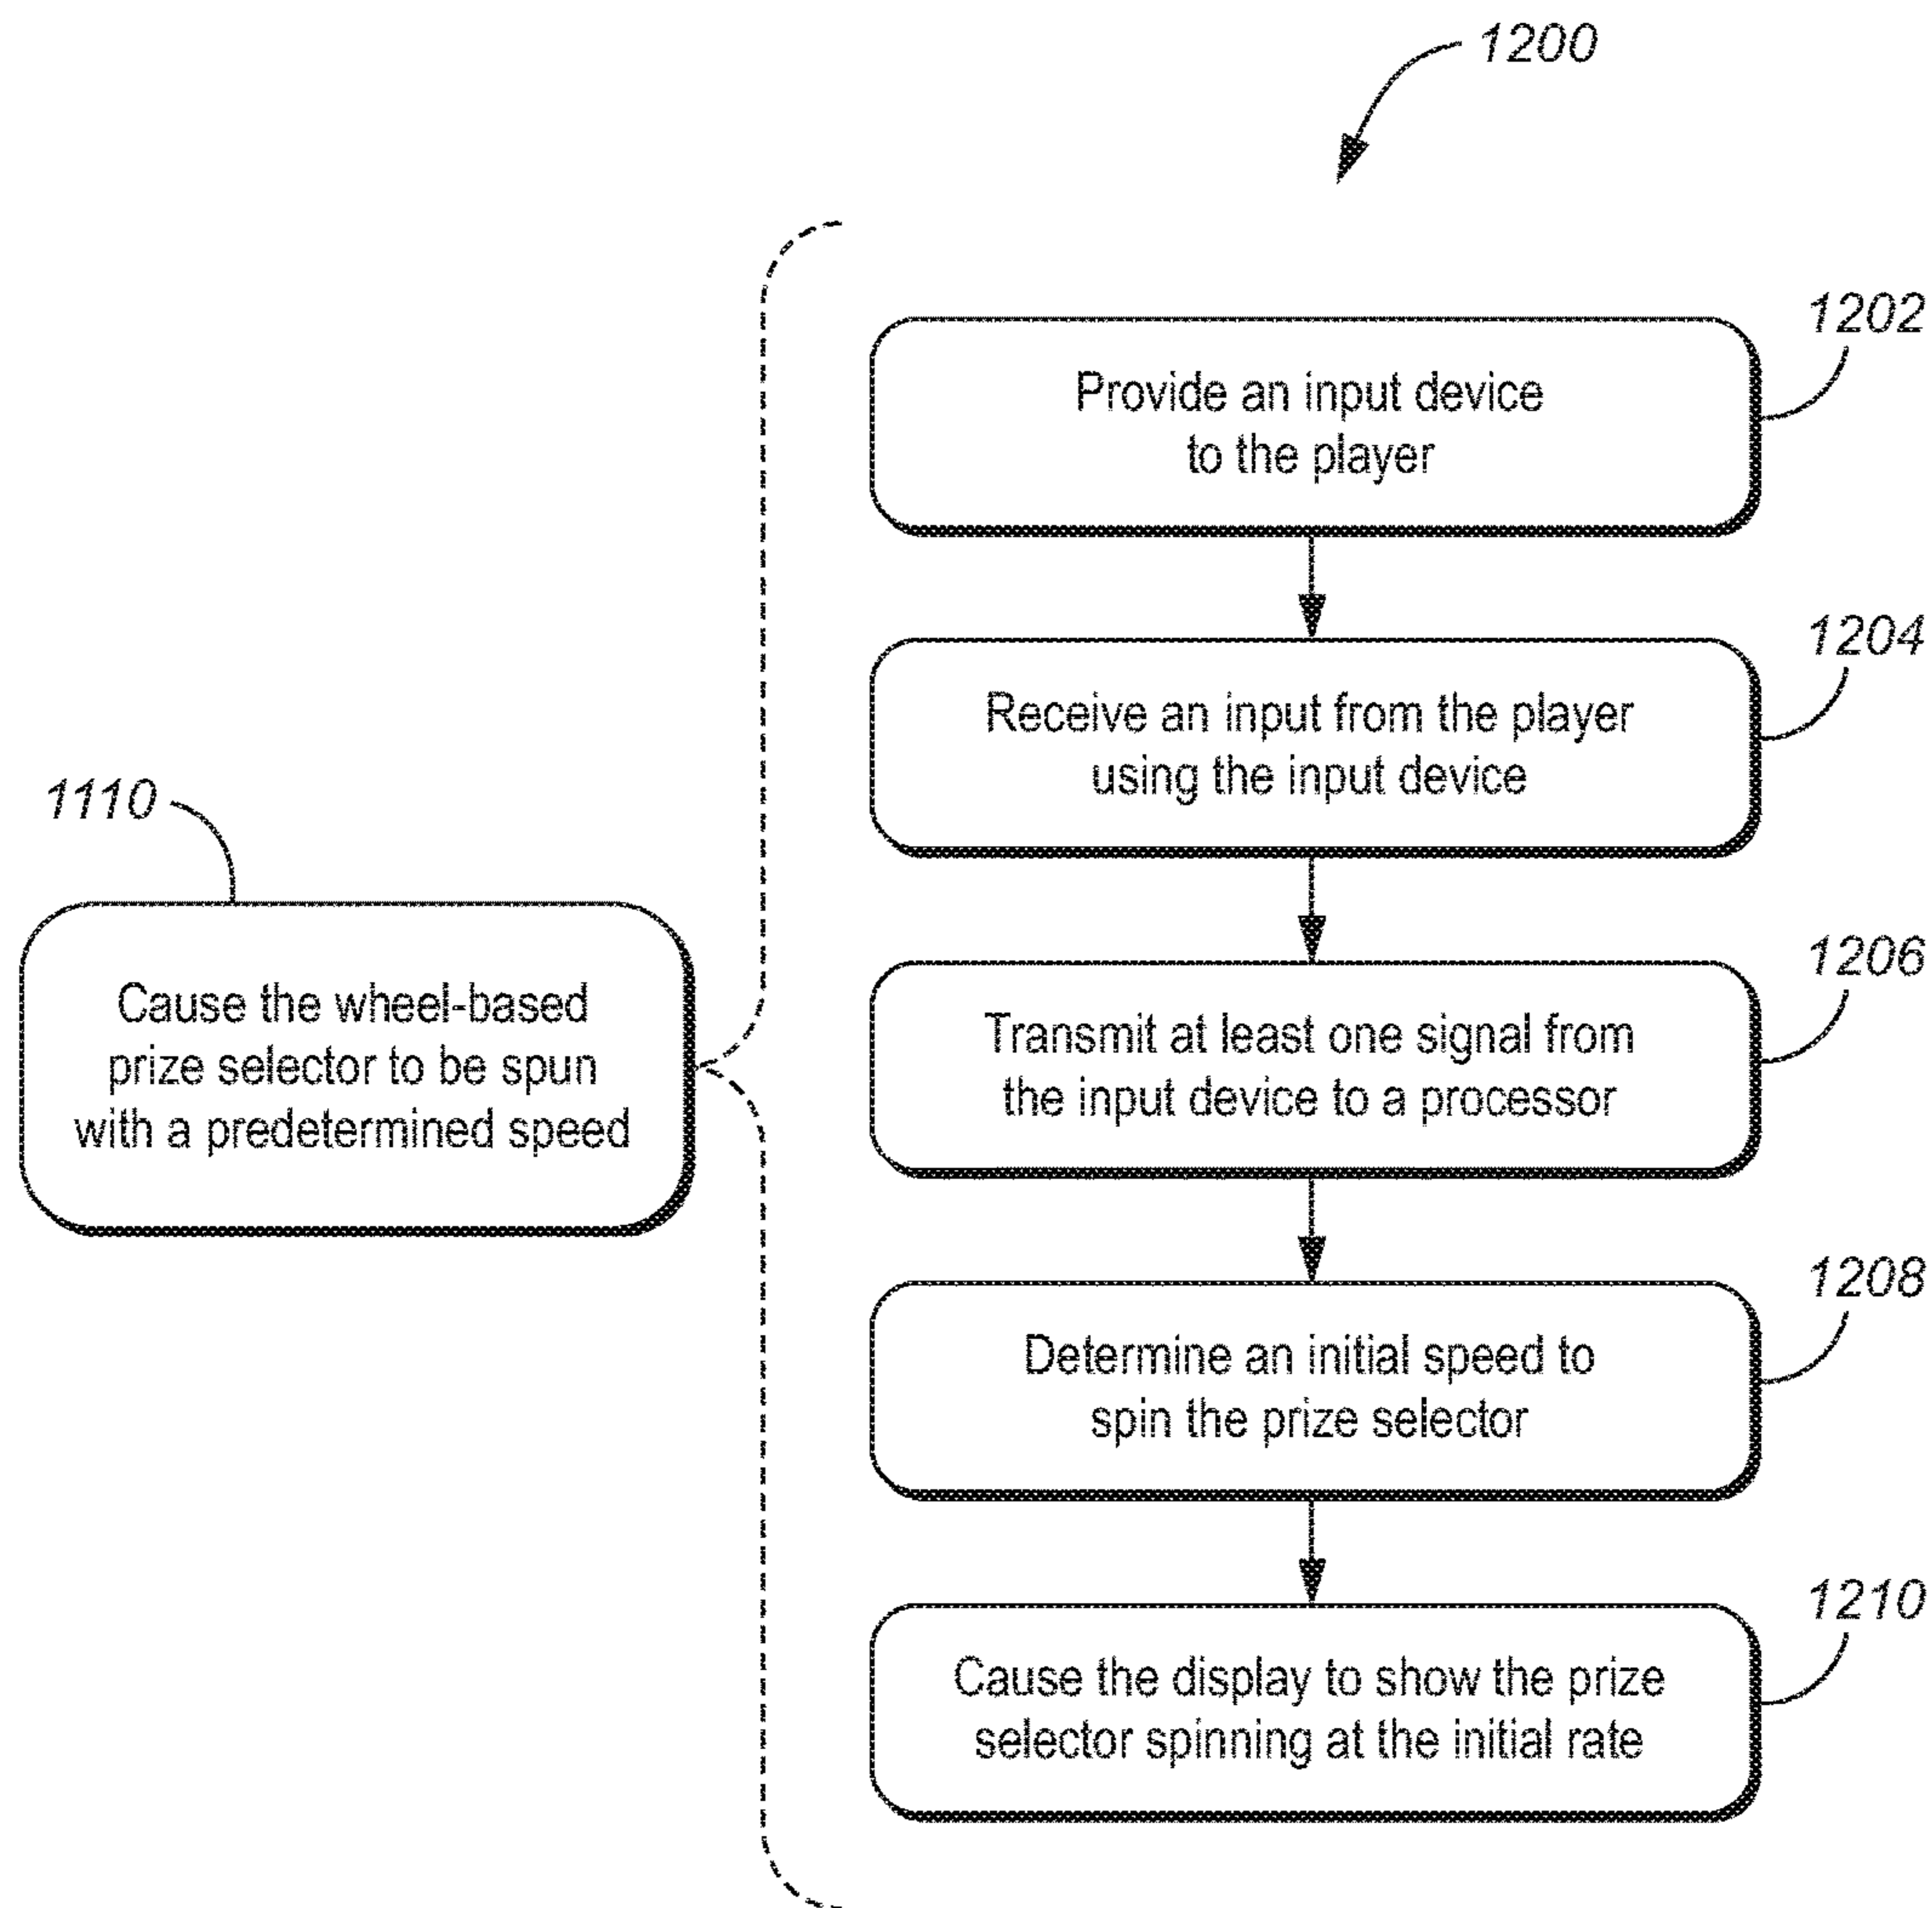 1200
1202
Provide an input device
to the player
1204
Receive an input from the player
using the input device
1110
Cause the wheel-based
prize selector to be spun
with a predetermined speed
1206
Transmit at least one signal from
the input device to a processor
1208
Determine an initial speed to
spin the prize selector
1210
Cause the display to show the prize
selector spinning at the initial rate